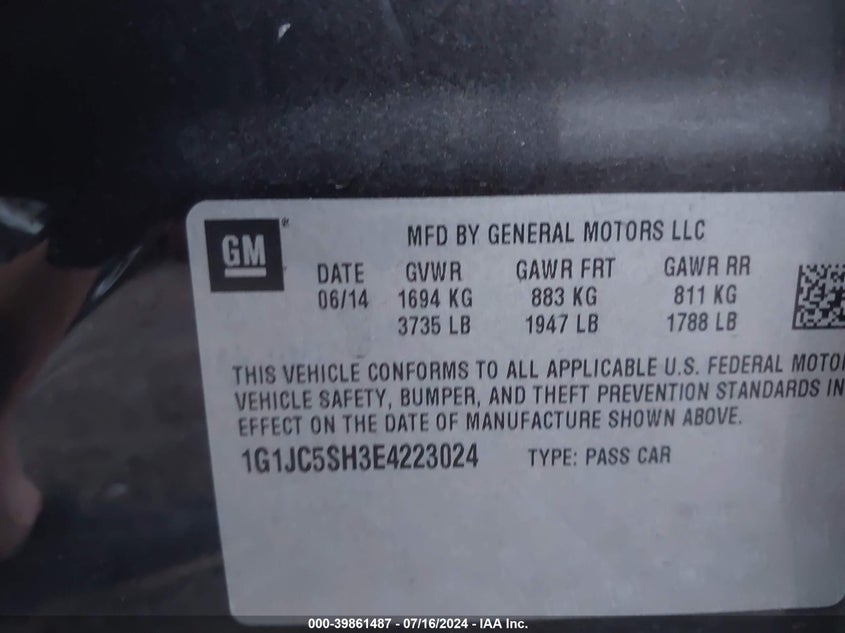 GM ®
MFD BY GENERAL MOTORS LLC
DATE GVWR GAWR FRT GAWR RR
06/14 1694 KG 883 KG 811 KG
3735 LB 1947 LB 1788 LB
THIS VEHICLE CONFORMS TO ALL APPLICABLE U.S. FEDERAL MOTO
VEHICLE SAFETY, BUMPER, AND THEFT PREVENTION STANDARDS IN
EFFECT ON THE DATE OF MANUFACTURE SHOWN ABOVE.
1G1JC5SH3E4223024 TYPE: PASS CAR
000-39861487 - 07/16/2024 - IAA Inc.